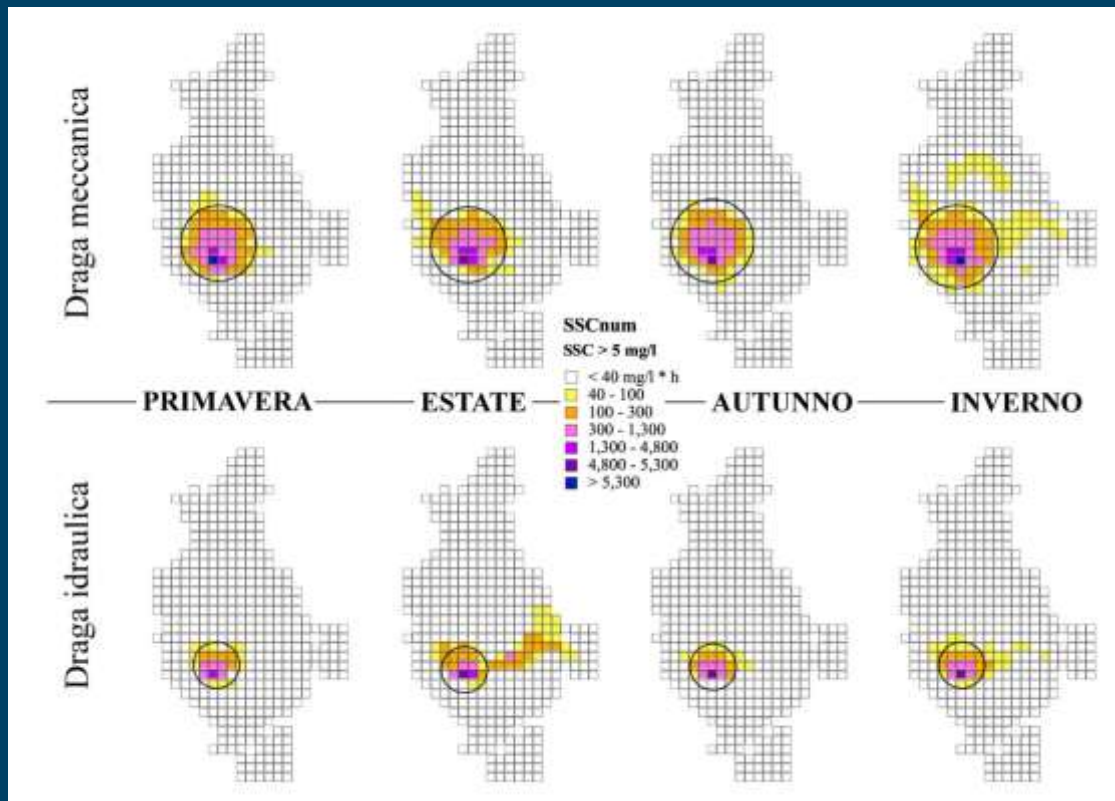 Draga meccanica
SSCnum
SSC > 5 mg/l
< 40 mg/l * h
40 - 100
100 - 300
300 - 1,300
1,300 - 4,800
4,800 - 5,300
> 5,300
PRIMAVERA
ESTATE
AUTUNNO
INVERNO
Draga idraulica